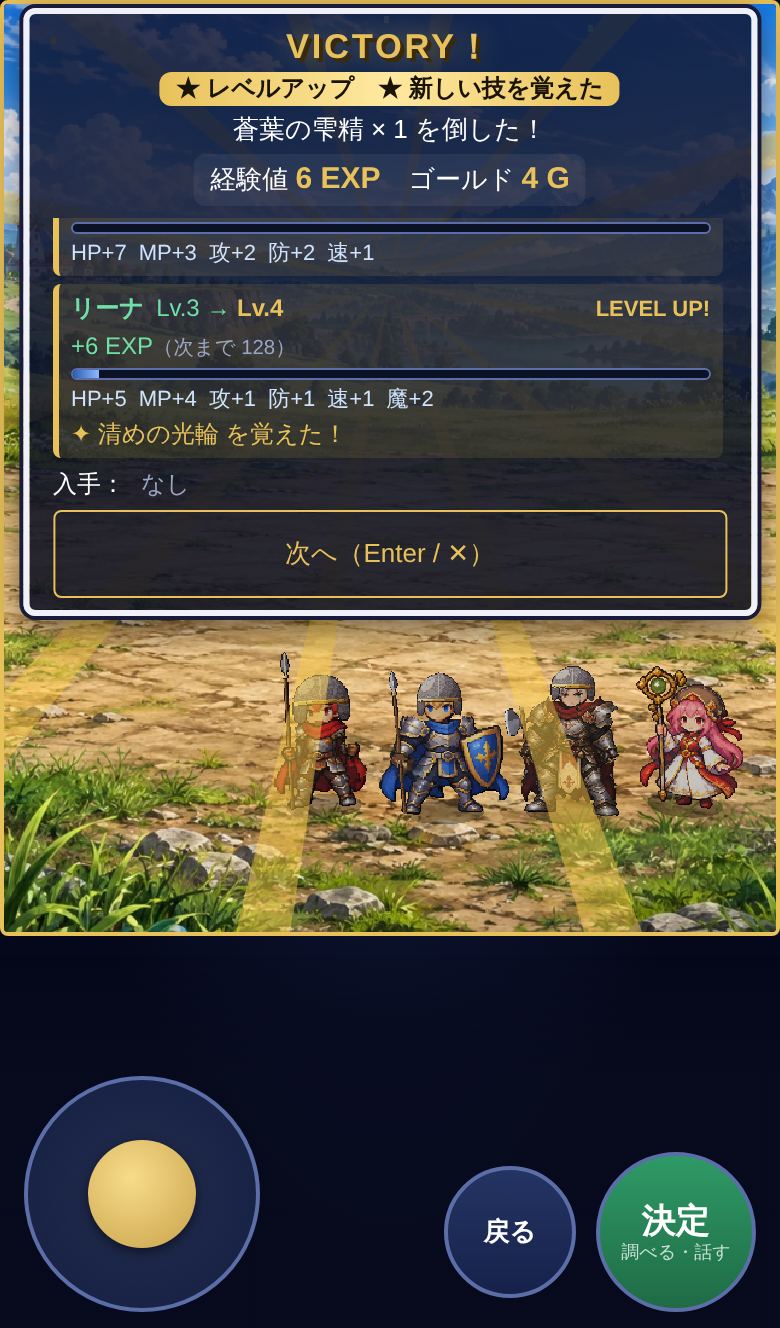 VICTORY！
★ レベルアップ　★ 新しい技を覚えた
蒼葉の雫精 × 1 を倒した！
経験値 6 EXP　ゴールド 4 G
HP+7 MP+3 攻+2 防+2 速+1
リーナ Lv.3 → Lv.4 LEVEL UP!
+6 EXP（次まで 128）
HP+5 MP+4 攻+1 防+1 速+1 魔+2
✦ 清めの光輪 を覚えた！
入手： なし
次へ（Enter / ✕）
戻る
決定
調べる・話す